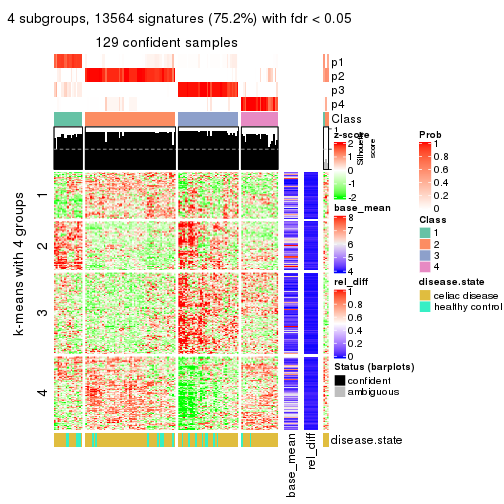 4 subgroups, 13564 signatures (75.2%) with fdr < 0.05
129 confident samples
p1
p2
p3
p4
Class
Silhouette score
1
2
3
4
k-means with 4 groups
base_mean
rel_diff
disease.state
z-score
2
1
0
-1
-2
base_mean
8
7
6
5
4
rel_diff
1
0.8
0.6
0.4
0.2
0
Status (barplots)
confident
ambiguous
Prob
1
0.8
0.6
0.4
0.2
0
Class
1
2
3
4
disease.state
celiac disease
healthy control